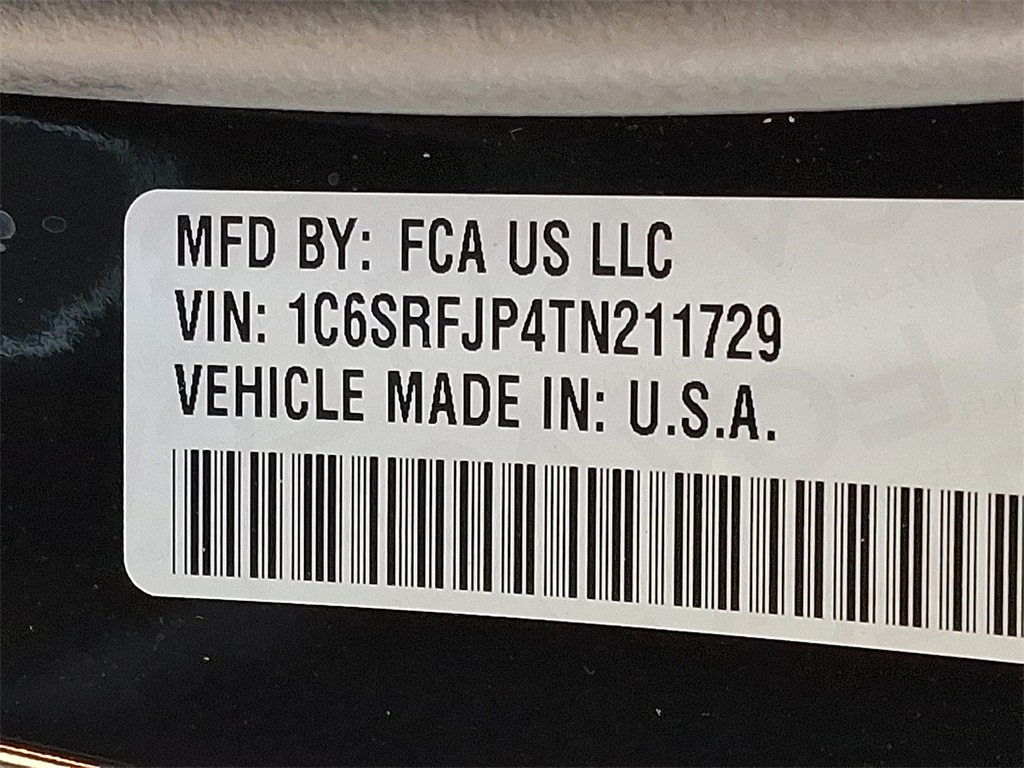 MFD BY: FCA US LLC
VIN: 1C6SRFJP4TN211729
VEHICLE MADE IN: U.S.A.